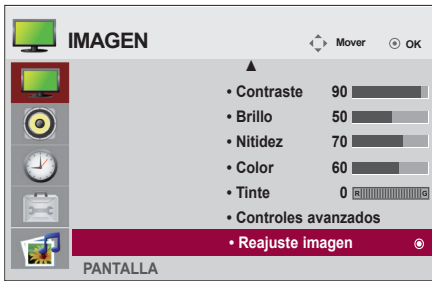 IMAGEN Mover OK
• Contraste 90
• Brillo 50
• Nitidez 70
• Color 60
• Tinte 0 R G
• Controles avanzados
• Reajuste imagen
PANTALLA